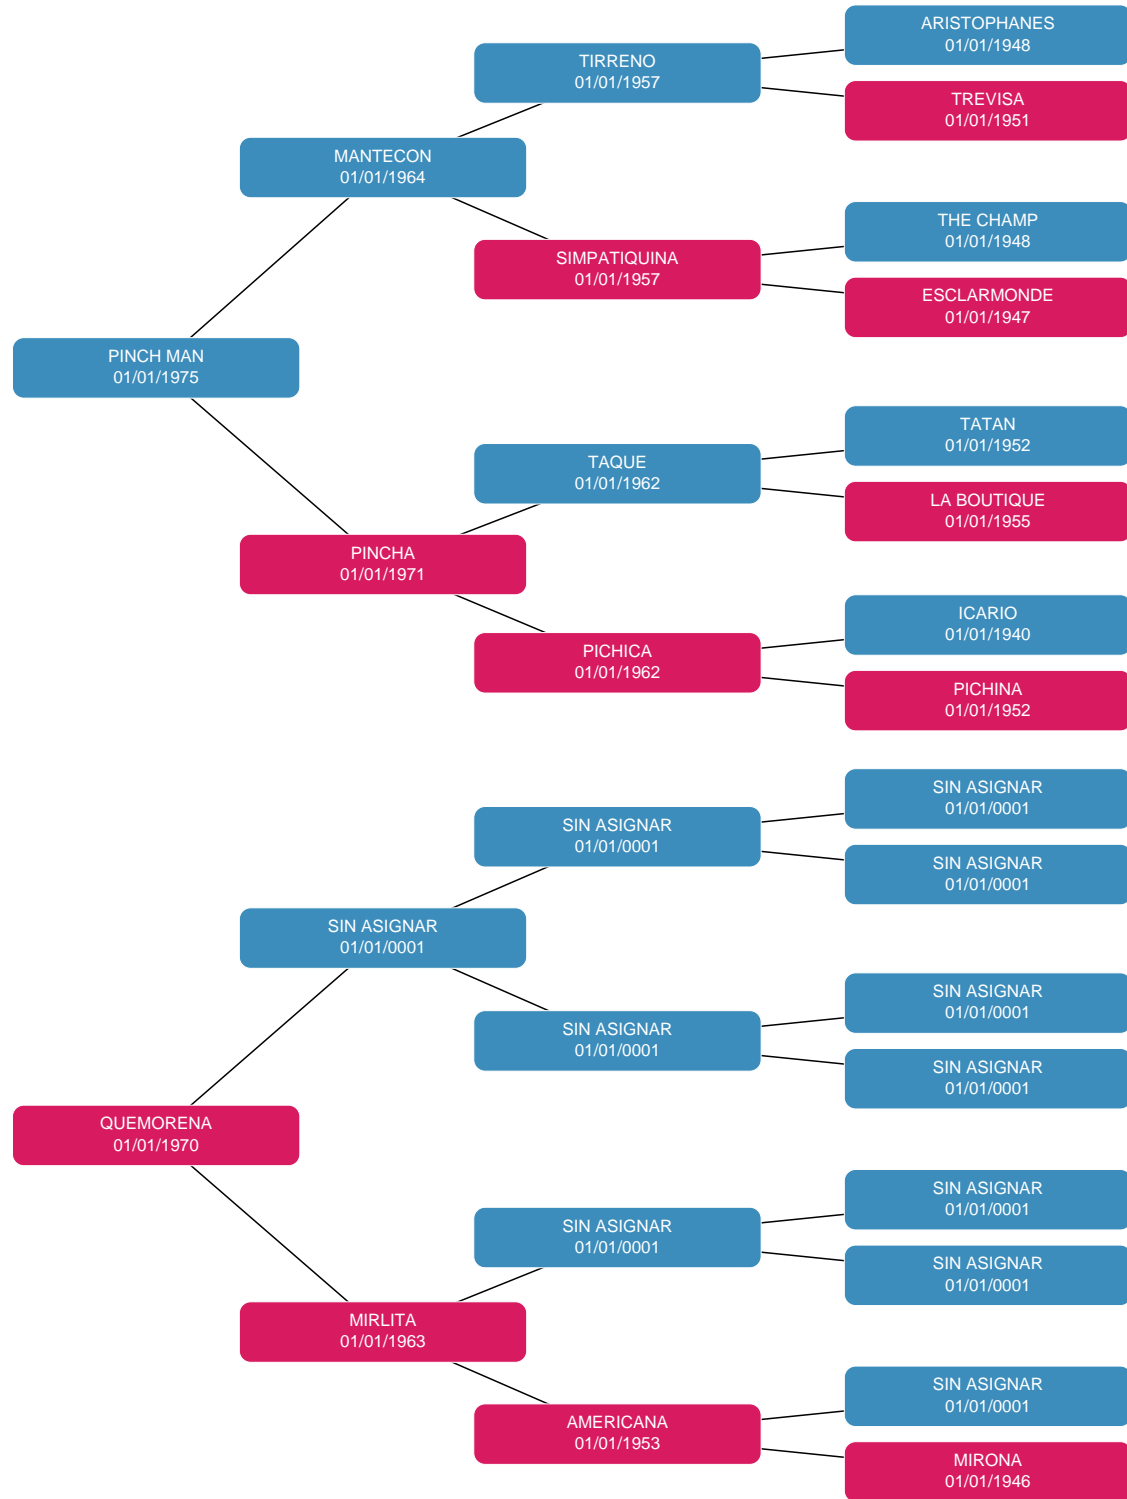 ARISTOPHANES
01/01/1948
TIRRENO
01/01/1957
TREVISA
01/01/1951
MANTECON
01/01/1964
THE CHAMP
01/01/1948
SIMPATIQUINA
01/01/1957
ESCLARMONDE
01/01/1947
PINCH MAN
01/01/1975
TATAN
01/01/1952
TAQUE
01/01/1962
LA BOUTIQUE
01/01/1955
PINCHA
01/01/1971
ICARIO
01/01/1940
PICHICA
01/01/1962
PICHINA
01/01/1952
SIN ASIGNAR
01/01/0001
SIN ASIGNAR
01/01/0001
SIN ASIGNAR
01/01/0001
SIN ASIGNAR
01/01/0001
SIN ASIGNAR
01/01/0001
SIN ASIGNAR
01/01/0001
SIN ASIGNAR
01/01/0001
QUEMORENA
01/01/1970
SIN ASIGNAR
01/01/0001
SIN ASIGNAR
01/01/0001
SIN ASIGNAR
01/01/0001
MIRLITA
01/01/1963
SIN ASIGNAR
01/01/0001
AMERICANA
01/01/1953
MIRONA
01/01/1946